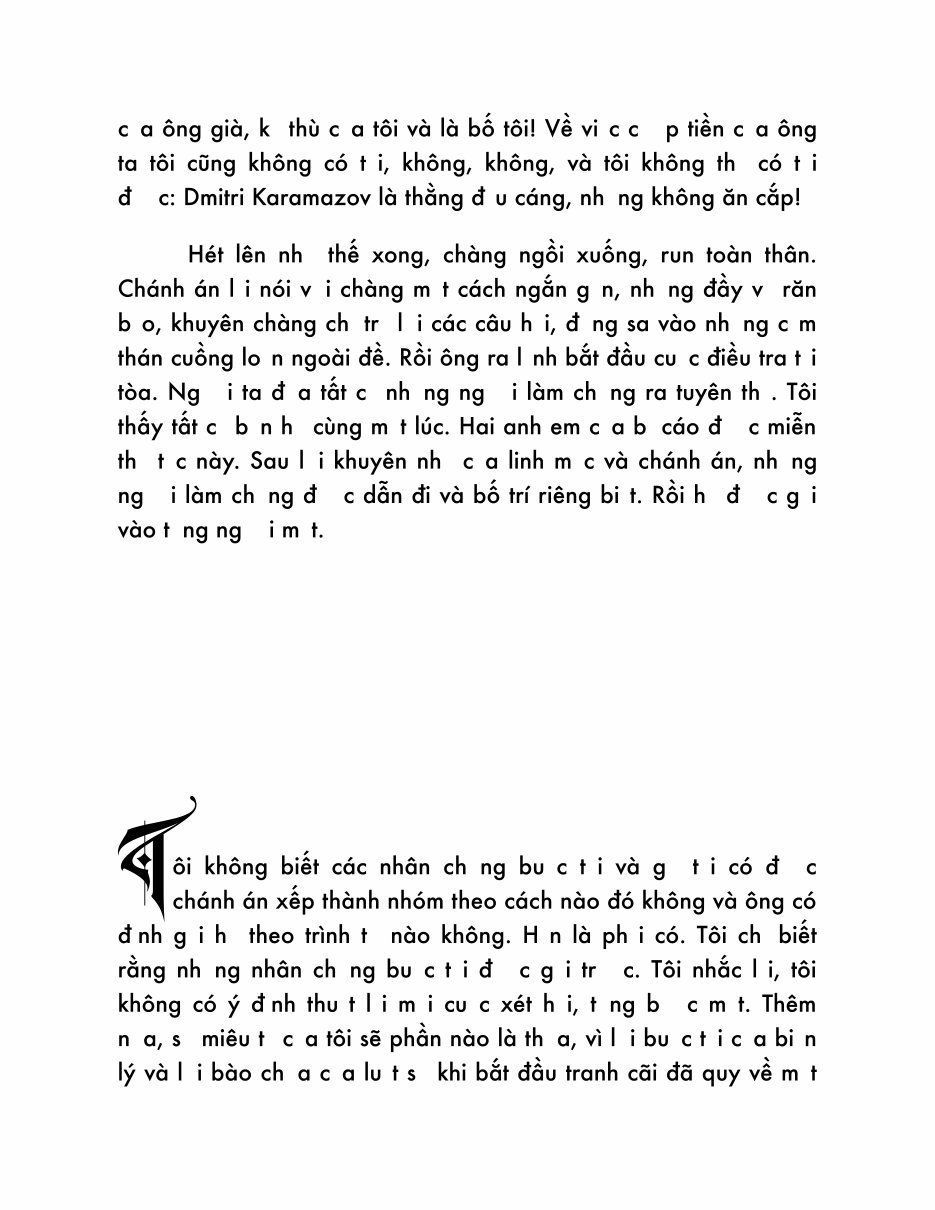 c a ông già, k thù c a tôi và là bố tôi! Về vi c c p tiền c a ông
ta tôi cũng không có t i, không, không, và tôi không th có t i
đ c: Dmitri Karamazov là thằng đ u cáng, nh ng không ăn cắp!
Hét lên nh thế xong, chàng ngồi xuống, run toàn thân.
Chánh án l i nói v i chàng m t cách ngắn g n, nh ng đầy v răn
b o, khuyên chàng ch tr l i các câu h i, đ ng sa vào nh ng c m
thán cuồng lo n ngoài đề. Rồi ông ra l nh bắt đầu cu c điều tra t i
tòa. Ng i ta đ a tất c nh ng ng i làm ch ng ra tuyên th . Tôi
thấy tất c b n h cùng m t lúc. Hai anh em c a b cáo đ c miễn
th t c này. Sau l i khuyên nh c a linh m c và chánh án, nh ng
ng i làm ch ng đ c dẫn đi và bố trí riêng bi t. Rồi h đ c g i
vào t ng ng i m t.
Tôi không biết các nhân ch ng bu c t i và g t i có đ c
chánh án xếp thành nhóm theo cách nào đó không và ông có
đ nh g i h theo trình t nào không. H n là ph i có. Tôi ch biết
rằng nh ng nhân ch ng bu c t i đ c g i tr c. Tôi nhắc l i, tôi
không có ý đ nh thu t l i m i cu c xét h i, t ng b c m t. Thêm
n a, s miêu t c a tôi sẽ phần nào là th a, vì l i bu c t i c a bi n
lý và l i bào ch a c a lu t s khi bắt đầu tranh cãi đã quy về m t